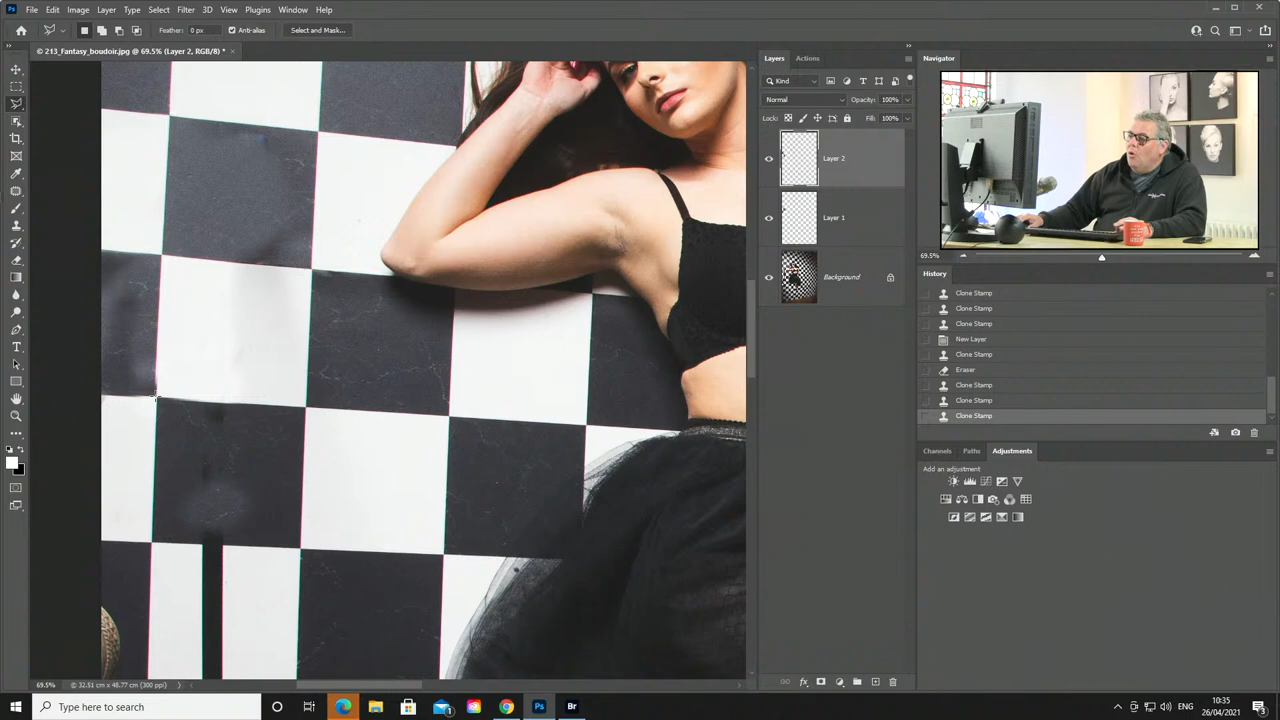 Ps File Edit Image Layer Type Select Filter 3D View Plugins Window Help
Feather: 0 px Anti-alias Select and Mask...
© 213_Fantasy_boudoir.jpg @ 69.5% (Layer 2, RGB/8) *
Layers Actions
Kind
Normal Opacity: 100%
Lock: Fill: 100%
Layer 2
Layer 1
Background
Navigator
69.5%
History
Clone Stamp
Clone Stamp
Clone Stamp
New Layer
Clone Stamp
Eraser
Clone Stamp
Clone Stamp
Clone Stamp
Channels Paths Adjustments
Add an adjustment
69.5% 32.51 cm x 48.77 cm (300 ppi)
Type here to search
1
Ps
Br
ENG
10:35
26/04/2021